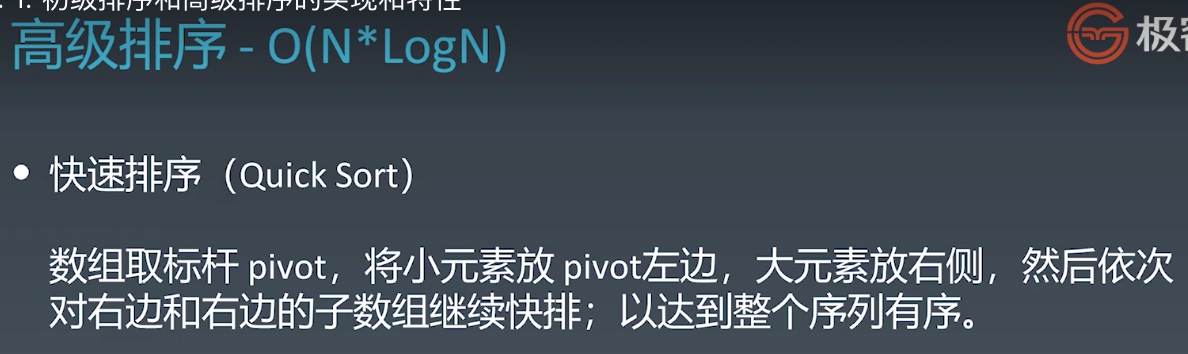 1. 初级排序和高级排序的实现和特性
高级排序 - O(N*LogN)
极客
• 快速排序（Quick Sort）
数组取标杆 pivot，将小元素放 pivot左边，大元素放右侧，然后依次
对右边和右边的子数组继续快排；以达到整个序列有序。